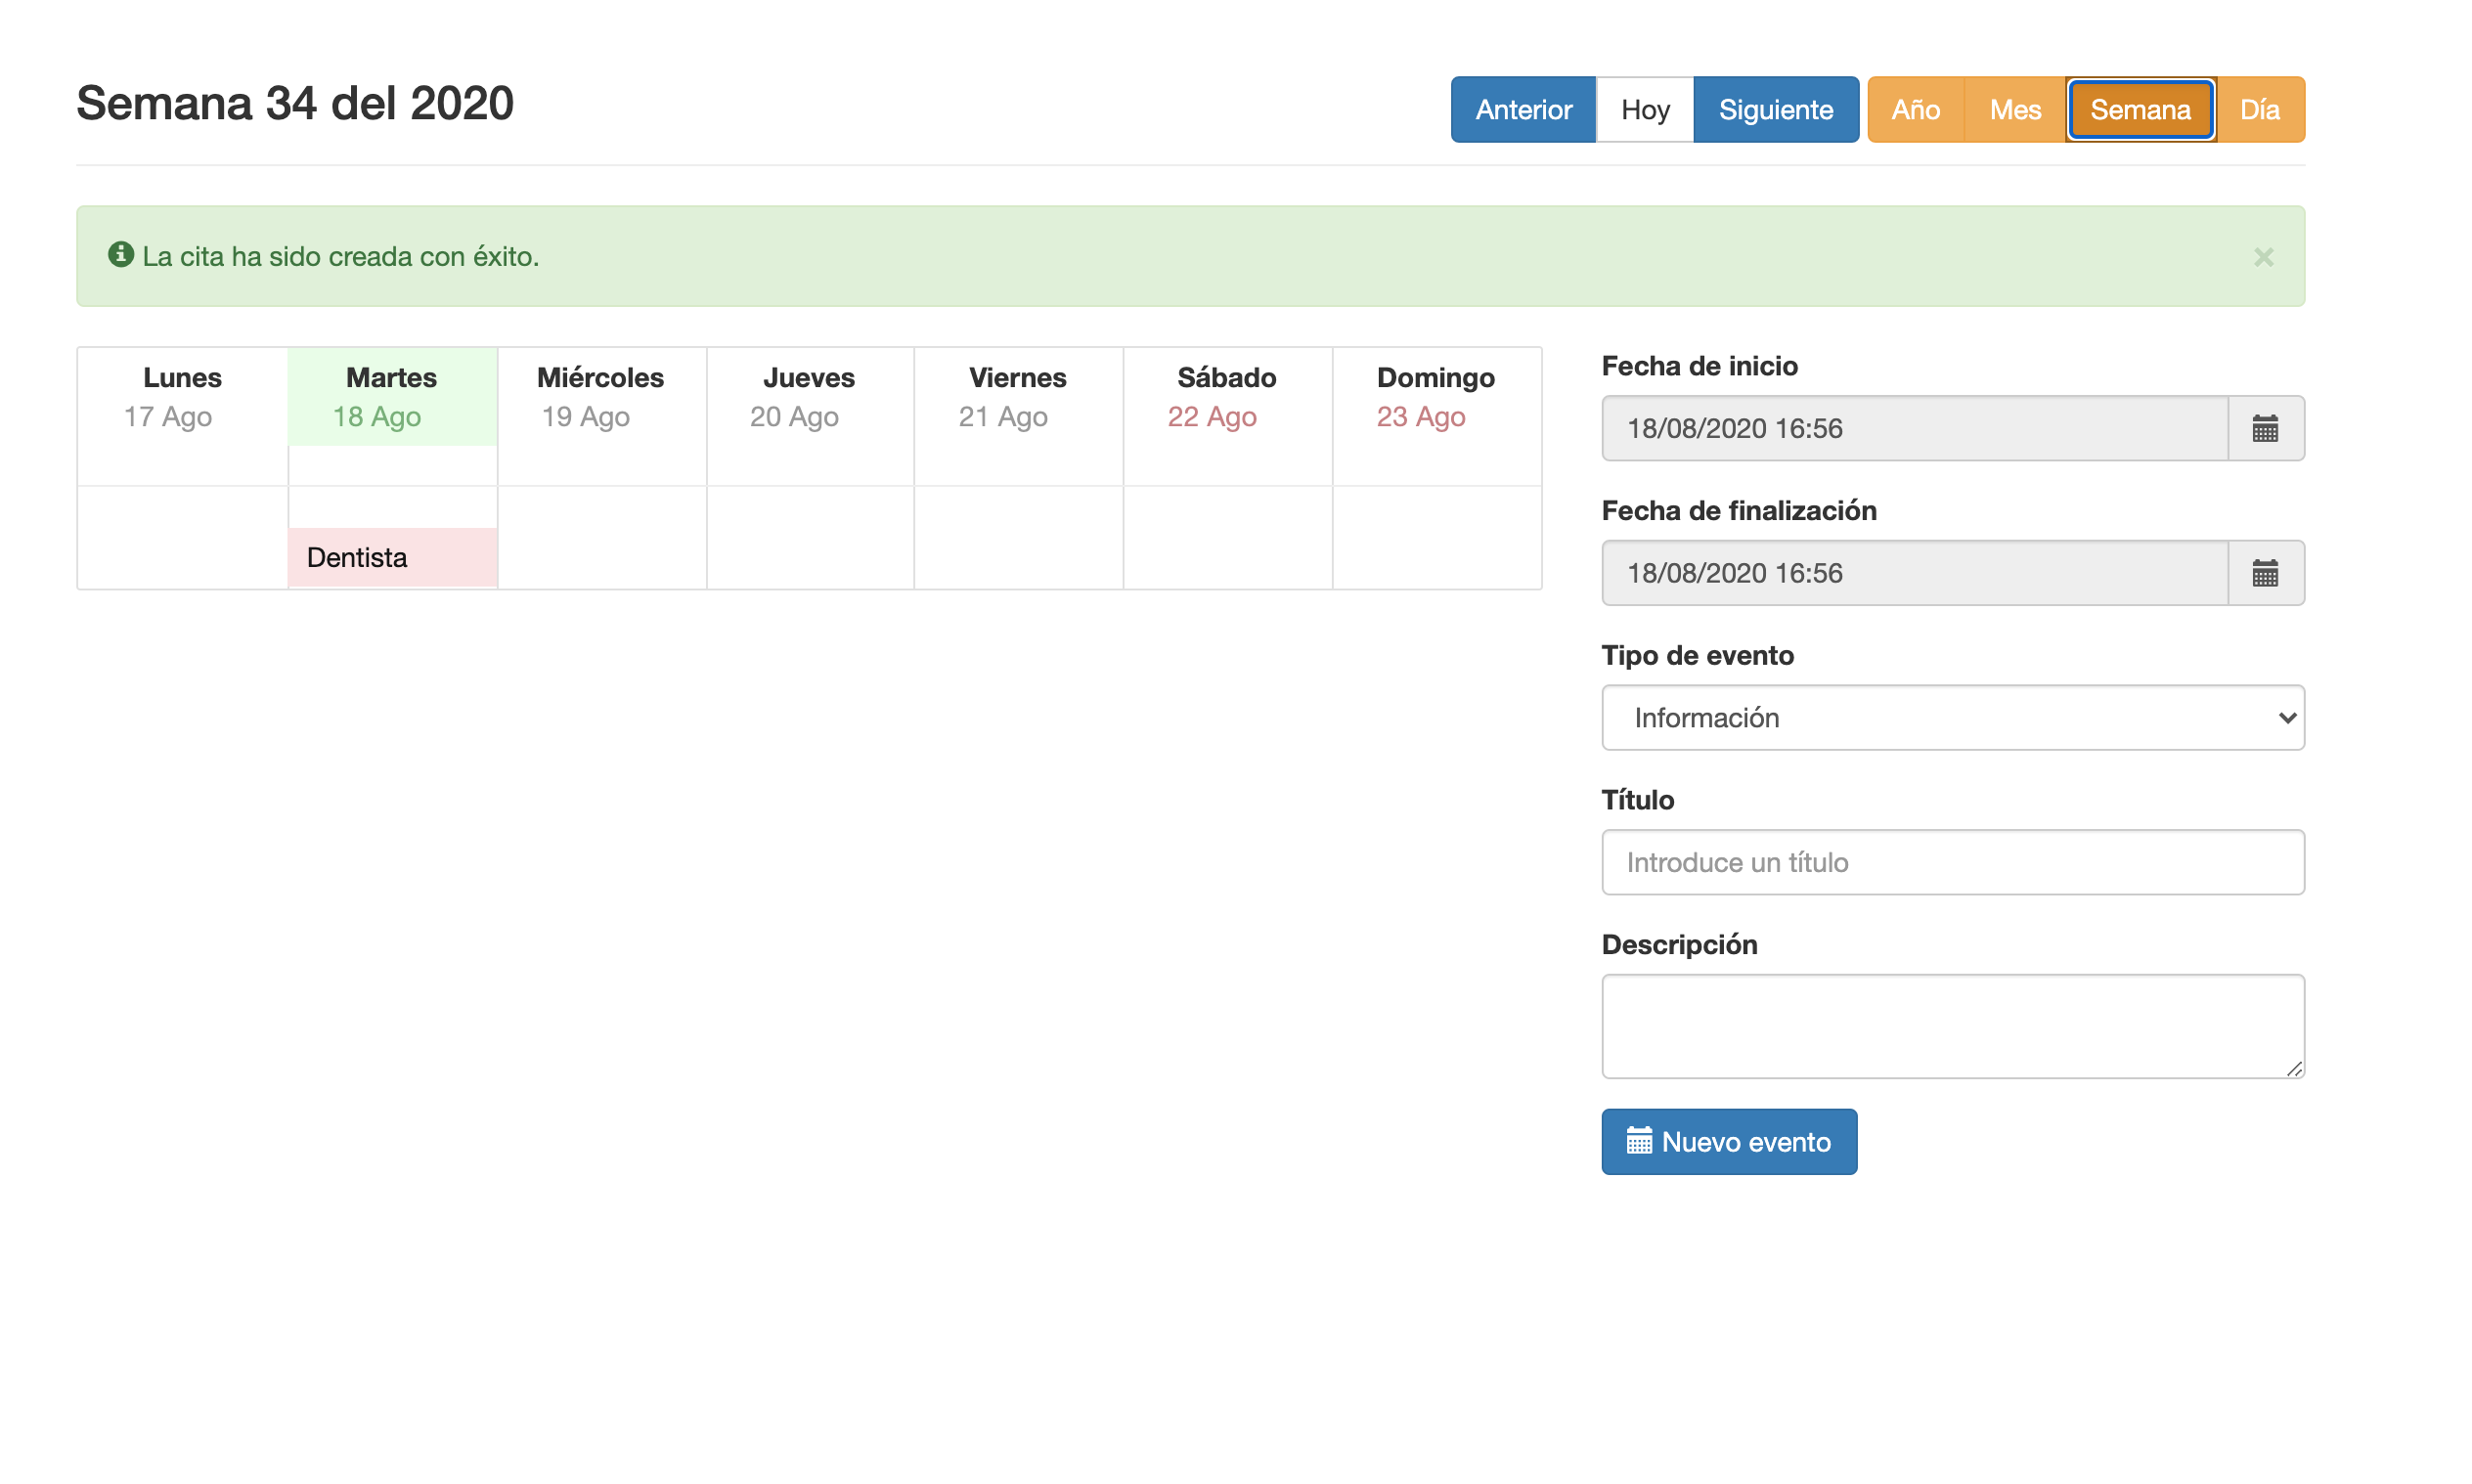 Semana 34 del 2020
Anterior Hoy Siguiente Año Mes Semana Día
La cita ha sido creada con éxito.
×
Lunes Martes Miércoles Jueves Viernes Sábado Domingo
17 Ago 18 Ago 19 Ago 20 Ago 21 Ago 22 Ago 23 Ago
Dentista
Fecha de inicio
18/08/2020 16:56
Fecha de finalización
18/08/2020 16:56
Tipo de evento
Información
Título
Introduce un título
Descripción
Nuevo evento